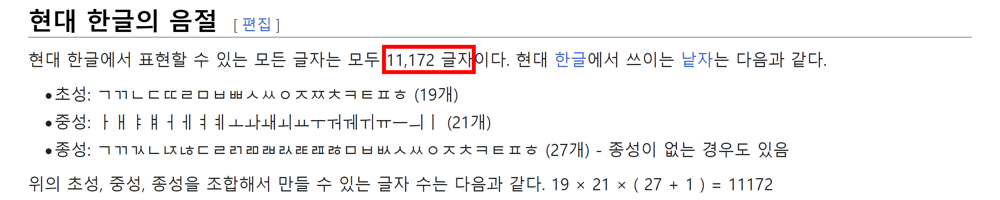 현대 한글의 음절 [ 편집 ]
현대 한글에서 표현할 수 있는 모든 글자는 모두 11,172 글자이다. 현대 한글에서 쓰이는 낱자는 다음과 같다.
• 초성: ㄱㄲㄴㄷㄸㄹㅁㅂㅃㅅㅆㅇㅈㅉㅊㅋㅌㅍㅎ (19개)
• 중성: ㅏㅐㅑㅒㅓㅔㅕㅖㅗㅘㅙㅚㅛㅜㅝㅞㅟㅠㅡㅢㅣ (21개)
• 종성: ㄱㄲㄳㄴㄵㄶㄷㄹㄺㄻㄼㄽㄾㄿㅀㅁㅂㅄㅅㅆㅇㅈㅊㅋㅌㅍㅎ (27개) - 종성이 없는 경우도 있음
위의 초성, 중성, 종성을 조합해서 만들 수 있는 글자 수는 다음과 같다. 19 × 21 × ( 27 + 1 ) = 11172